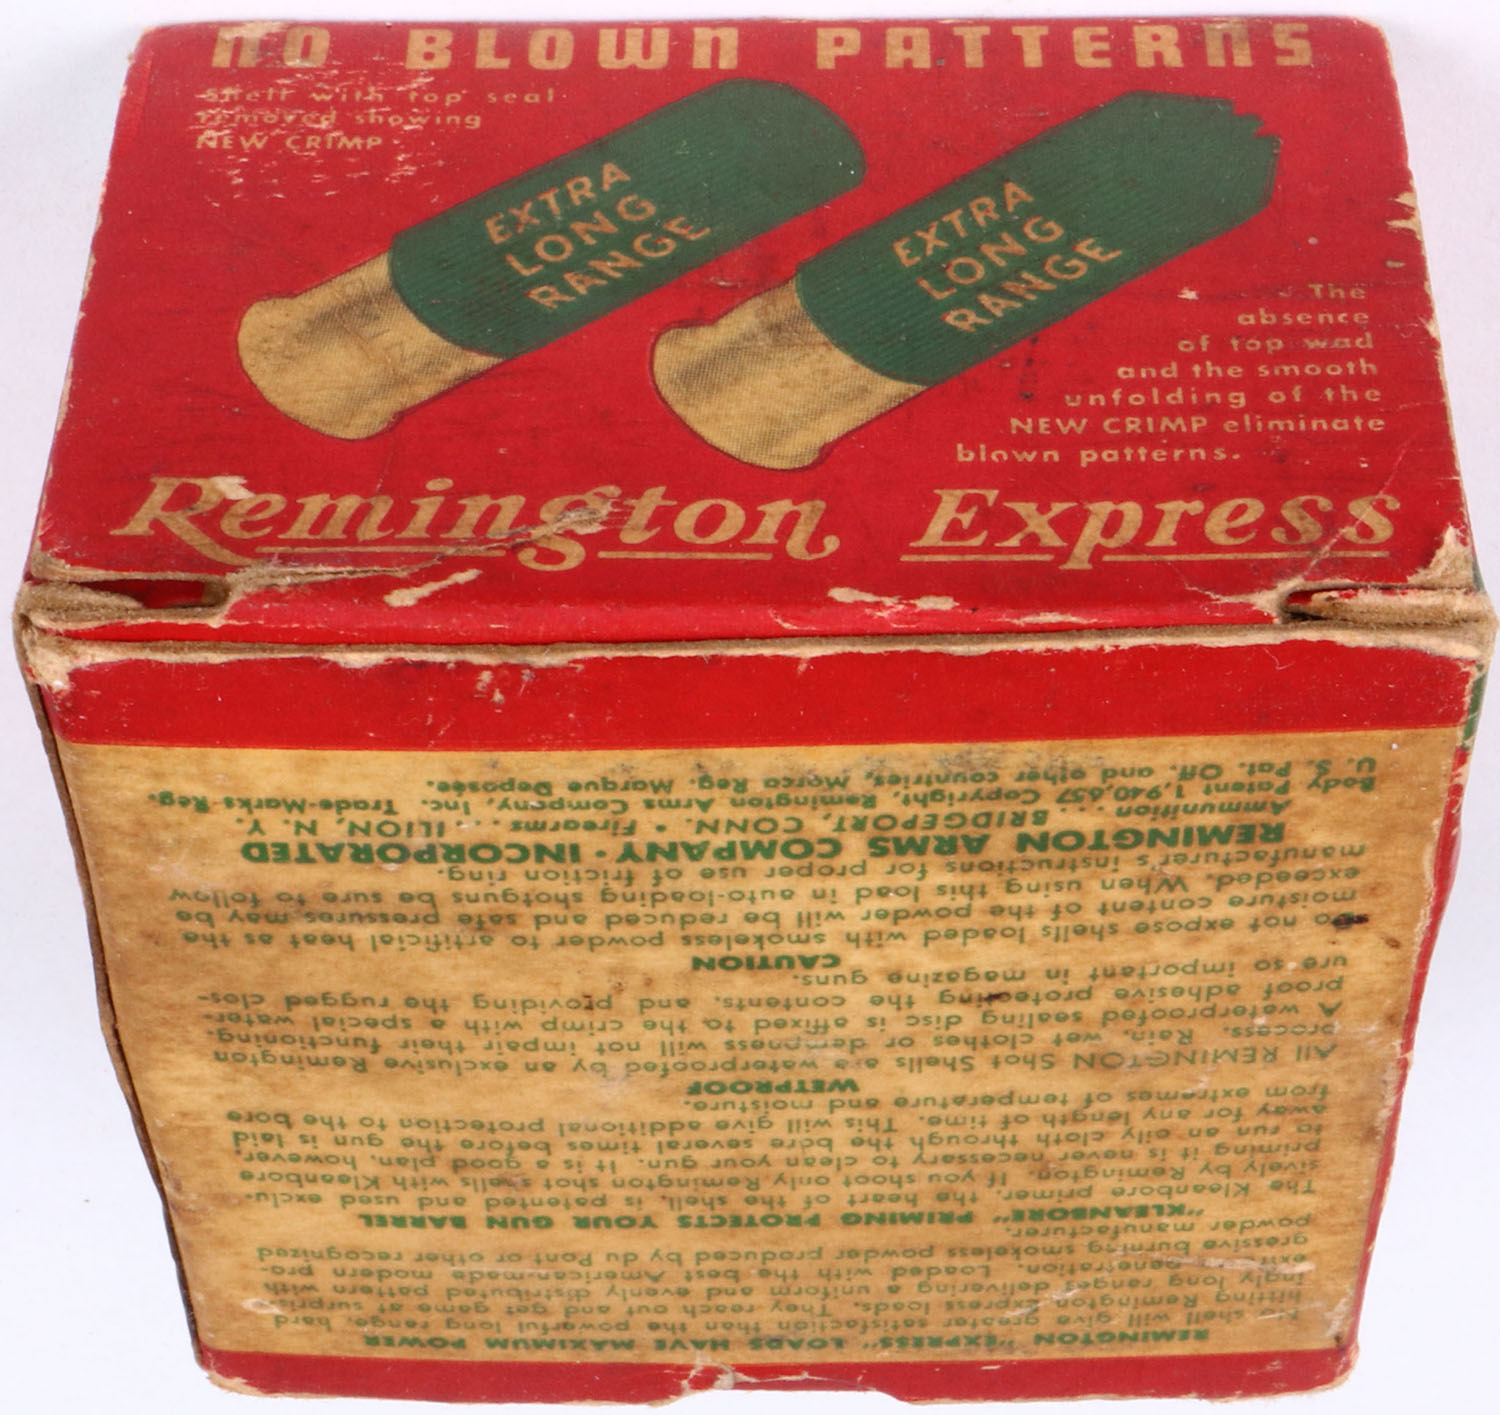 NO BLOWN PATTERNS
Shell with top seal
removed showing
NEW CRIMP
EXTRA
LONG
RANGE
EXTRA
LONG
RANGE
The
absence
of top wad
and the smooth
unfolding of the
NEW CRIMP eliminate
blown patterns.
Remington Express
REMINGTON "EXPRESS" LOADS HAVE MAXIMUM POWER
No shell will give greater satisfaction than the powerful long range, hard
hitting Remington Express loads. They reach out and get game at surpris-
ingly long ranges delivering a uniform and evenly distributed pattern with
penetration. Loaded with the best American-made modern pro-
gressive burning smokeless powder produced by du Pont or other recognized
powder manufacturer.
"KLEANBORE" PRIMING PROTECTS YOUR GUN BARREL
The Kleanbore primer, the heart of the shell, is patented and used exclu-
sively by Remington. If you shoot only Remington shot shells with Kleanbore
priming it is never necessary to clean your gun. It is a good plan, however,
to run an oily cloth through the bore several times before the gun is laid
away for any length of time. This will give additional protection to the bore
from extremes of temperature and moisture.
WETPROOF
All REMINGTON Shot Shells are waterproofed by an exclusive Remington
process. Rain, wet clothes or dampness will not impair their functioning.
A waterproofed sealing disc is affixed to the crimp with a special water-
proof adhesive protecting the contents, and providing the rugged clos-
ure so important in magazine guns.
CAUTION
Do not expose shells loaded with smokeless powder to artificial heat as the
moisture content of the powder will be reduced and safe pressures may be
exceeded. When using this load in auto-loading shotguns be sure to follow
manufacturer's instructions for proper use of friction ring.
REMINGTON ARMS COMPANY · INCORPORATED
Ammunition . . . BRIDGEPORT, CONN. • Firearms . . . ILION, N. Y.
Body Patent 1,940,657 Copyright, Remington Arms Company, Inc. Trade-Marks Reg.
U. S. Pat. Off. and other countries, Marca Reg. Marque Deposée.